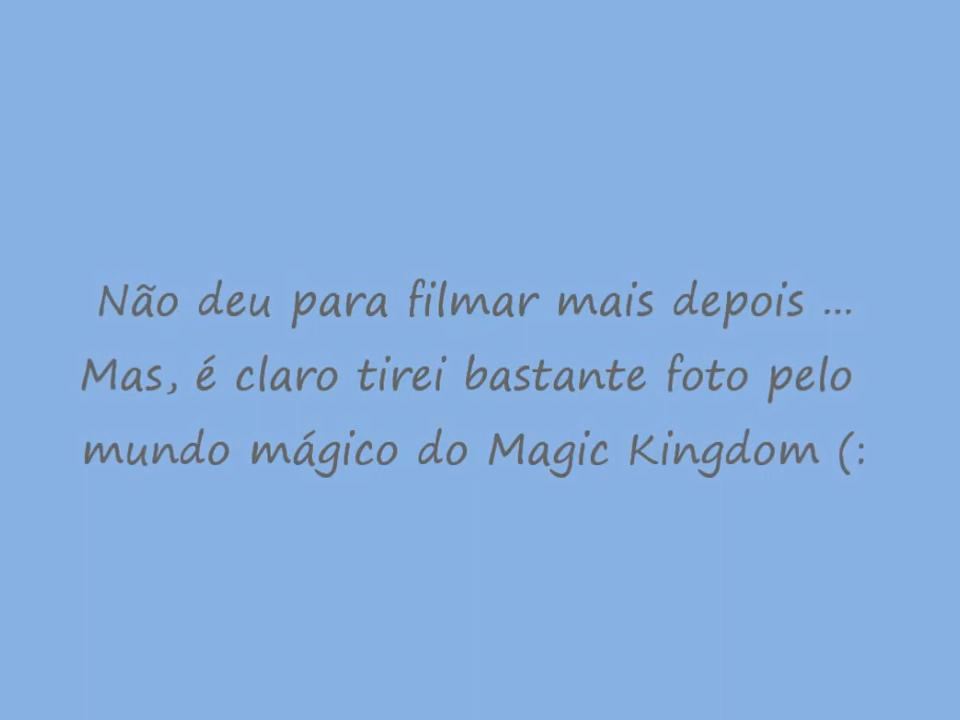 Não deu para filmar mais depois ...
Mas, é claro tirei bastante foto pelo
mundo mágico do Magic Kingdom (: